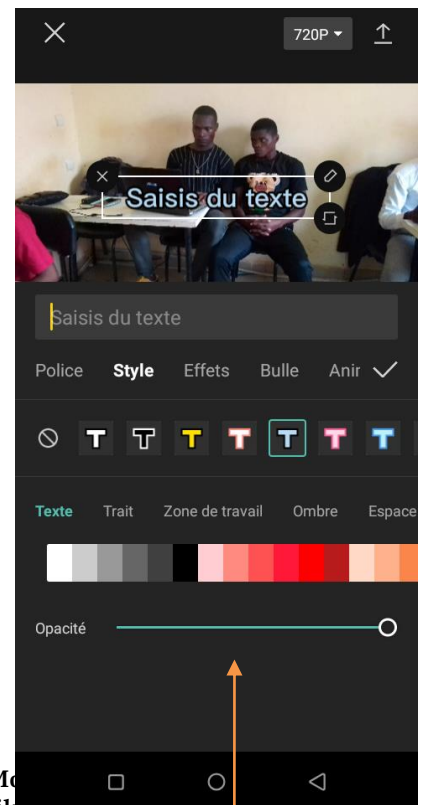 720P
Saisis du texte
Saisis du texte
Police Style Effets Bulle Anir
T T T T T T T
Texte Trait Zone de travail Ombre Espace
Opacité